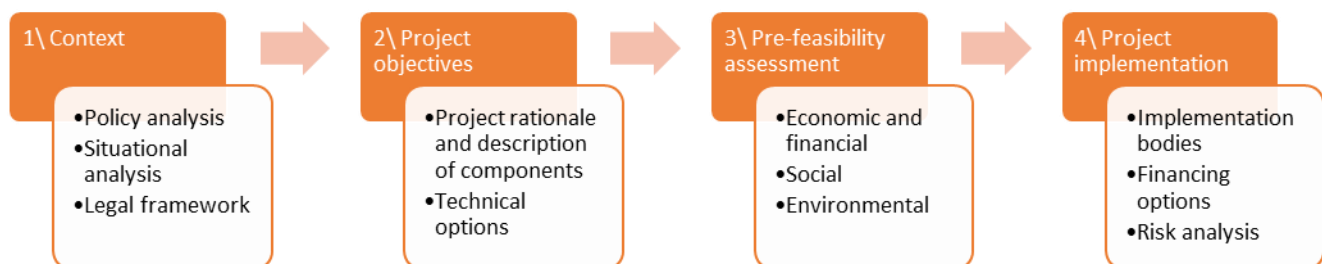 1\ Context
•Policy analysis
•Situational
analysis
•Legal framework
2\ Project
objectives
•Project rationale
and description
of components
•Technical
options
3\ Pre-feasibility
assessment
•Economic and
financial
•Social
•Environmental
4\ Project
implementation
•Implementation
bodies
•Financing
options
•Risk analysis